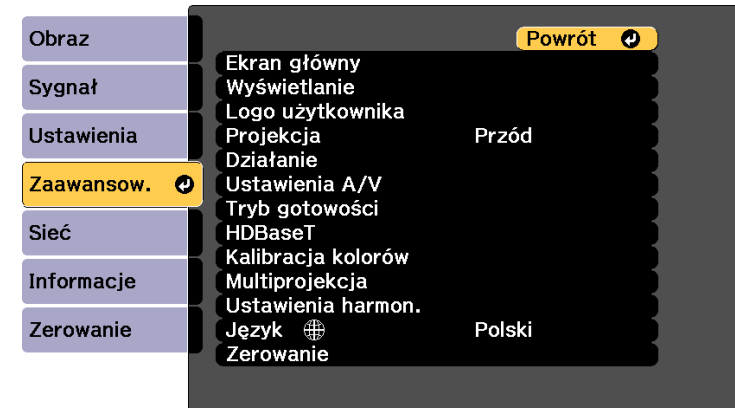 Obraz
Sygnał
Ustawienia
Zaawansow.
Sieć
Informacje
Zerowanie
Powrót
Ekran główny
Wyświetlanie
Logo użytkownika
Projekcja Przód
Działanie
Ustawienia A/V
Tryb gotowości
HDBaseT
Kalibracja kolorów
Multiprojekcja
Ustawienia harmon.
Język Polski
Zerowanie